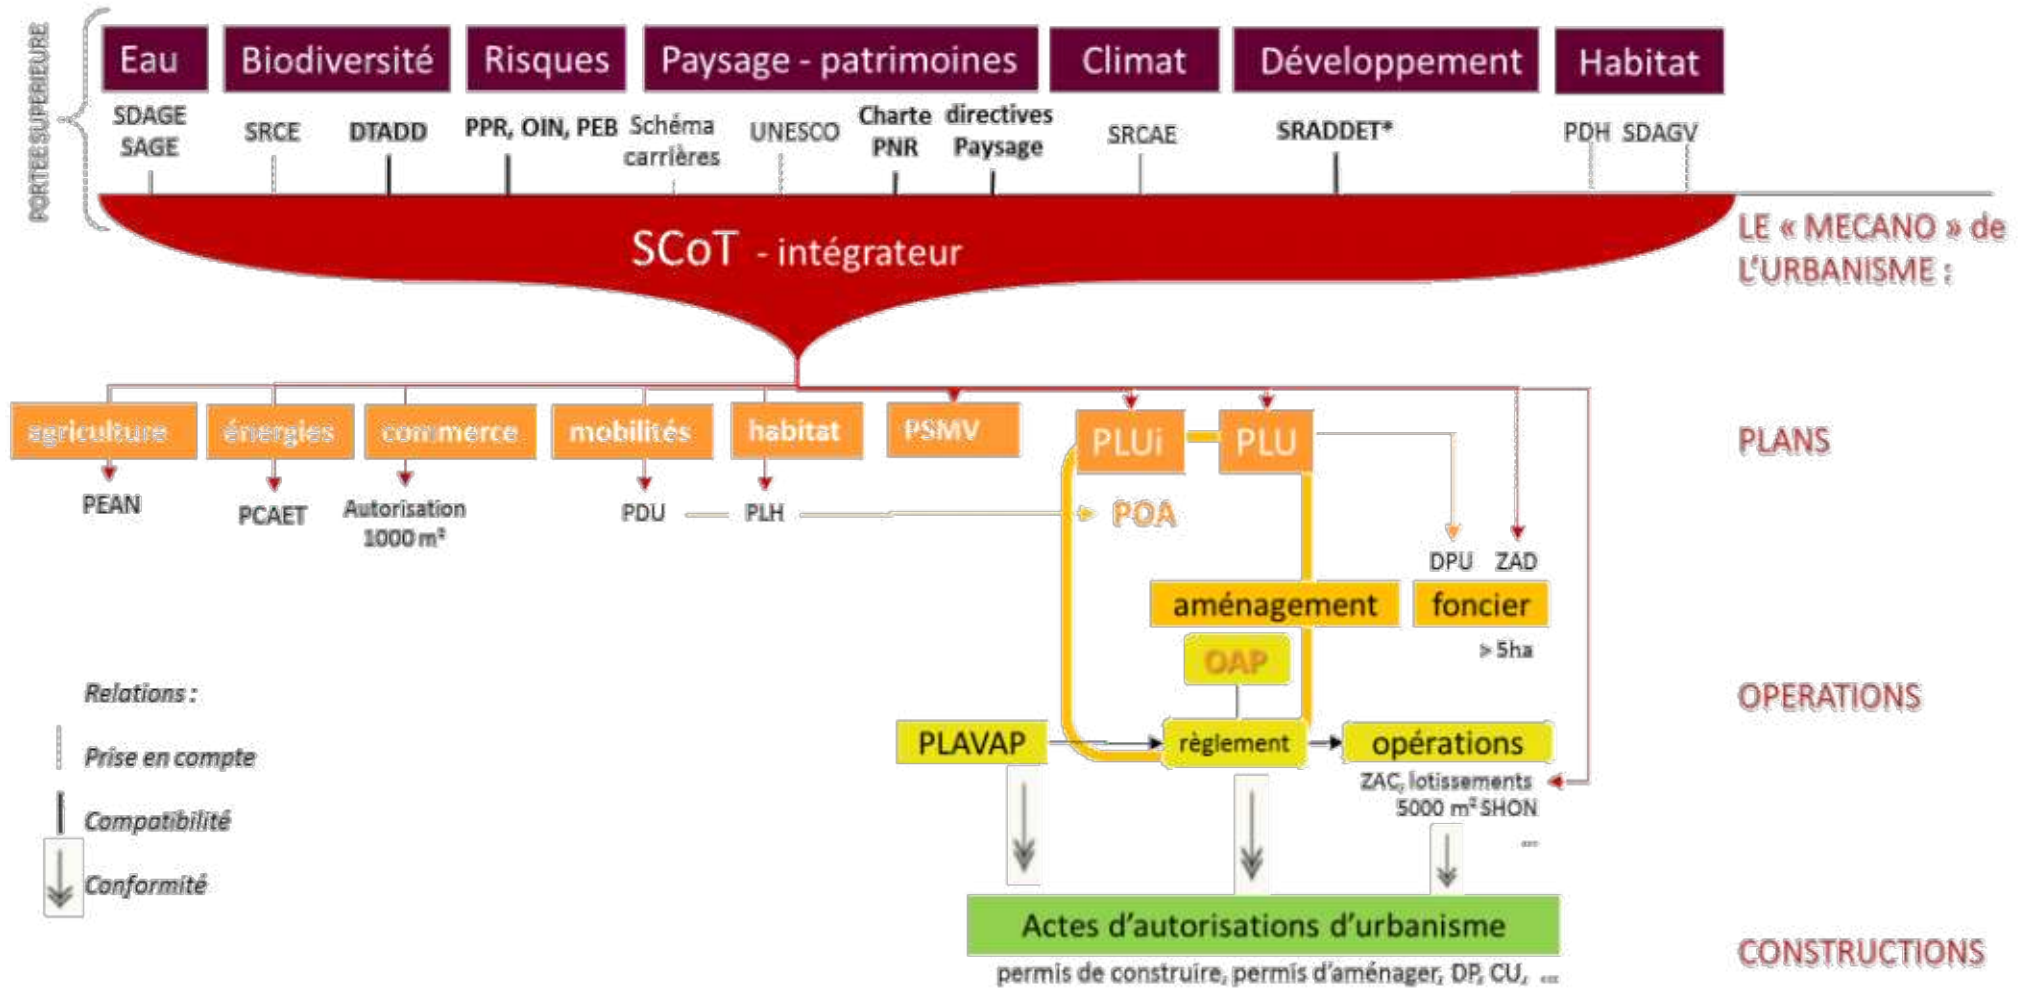 PORTEE SUPERIEURE
Eau
Biodiversité
Risques
Paysage - patrimoines
Climat
Développement
Habitat
SDAGE
SAGE
SRCE
DTADD
PPR, OIN, PEB
Schéma
carrières
UNESCO
Charte
PNR
directives
Paysage
SRCAE
SRADDET*
PDH SDAGV
SCoT - intégrateur
LE « MECANO » de
L'URBANISME :
agriculture
énergies
commerce
mobilités
habitat
PSMV
PLUi
PLU
PLANS
PEAN
PCAET
Autorisation
1000 m²
PDU
PLH
POA
DPU ZAD
aménagement
foncier
> 5ha
OAP
OPERATIONS
PLAVAP
règlement
opérations
ZAC, lotissements
5000 m² SHON
...
Relations :
Prise en compte
Compatibilité
Conformité
Actes d'autorisations d'urbanisme
permis de construire, permis d'aménager, DP, CU, ...
CONSTRUCTIONS